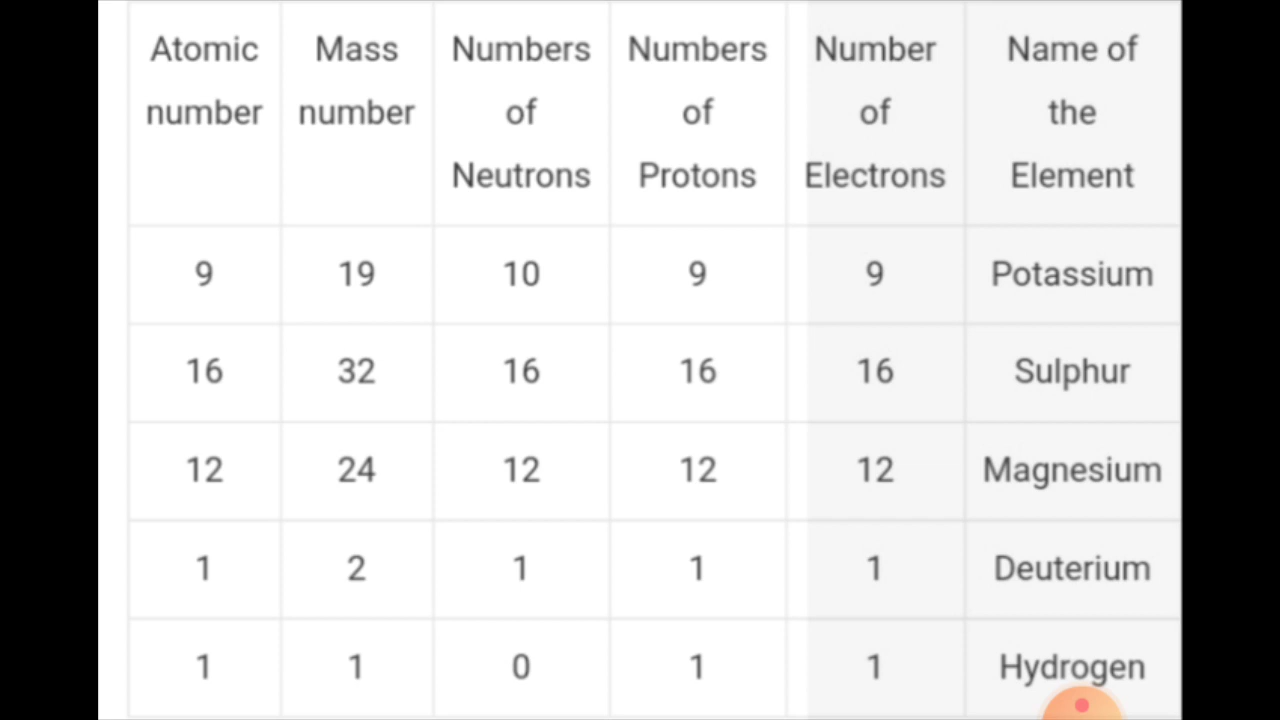 Atomic number Mass number Numbers of Neutrons Numbers of Protons Number of Electrons Name of the Element
9 19 10 9 9 Potassium
16 32 16 16 16 Sulphur
12 24 12 12 12 Magnesium
1 2 1 1 1 Deuterium
1 1 0 1 1 Hydrogen